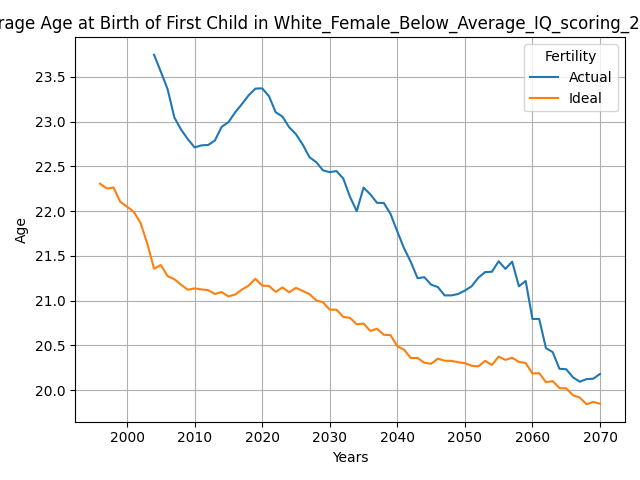 rage Age at Birth of First Child in White_Female_Below_Average_IQ_scoring_2
Fertility
Actual
Ideal
Age
23.5
23.0
22.5
22.0
21.5
21.0
20.5
20.0
2000 2010 2020 2030 2040 2050 2060 2070
Years